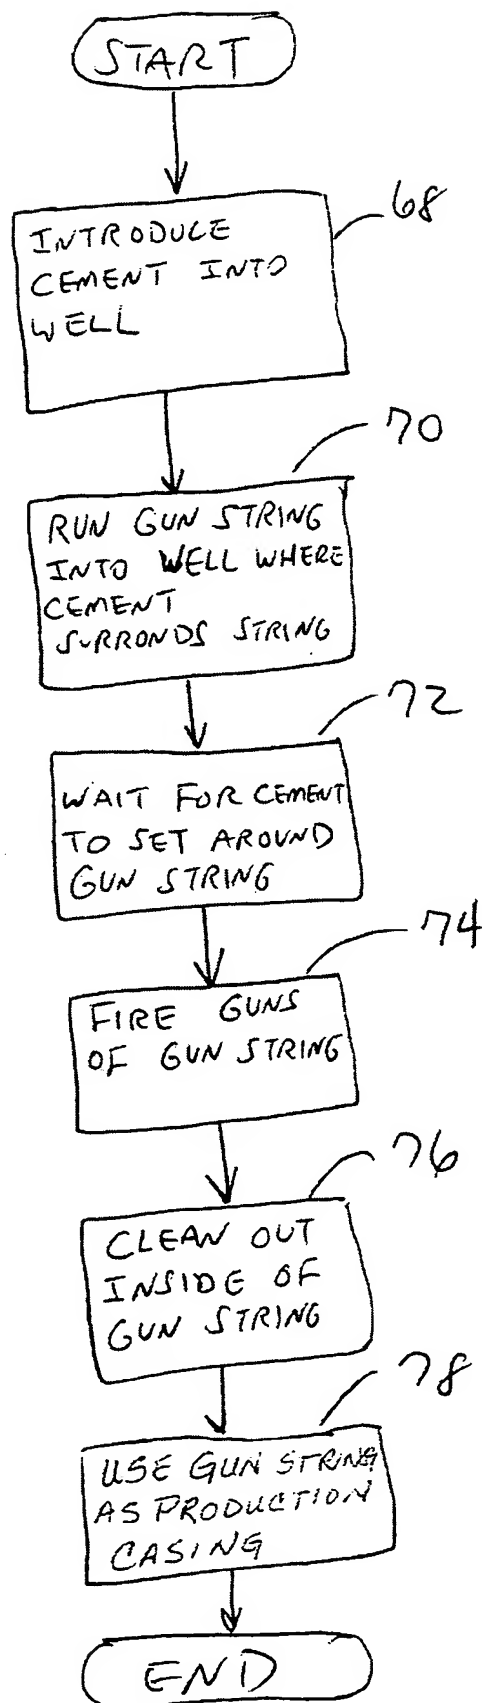 START
68
INTRODUCE
CEMENT INTO
WELL
70
RUN GUN STRING
INTO WELL WHERE
CEMENT
SURRONDS STRING
72
WAIT FOR CEMENT
TO SET AROUND
GUN STRING
74
FIRE GUNS
OF GUN STRING
76
CLEAN OUT
INSIDE OF
GUN STRING
78
USE GUN STRING
AS PRODUCTION
CASING
END